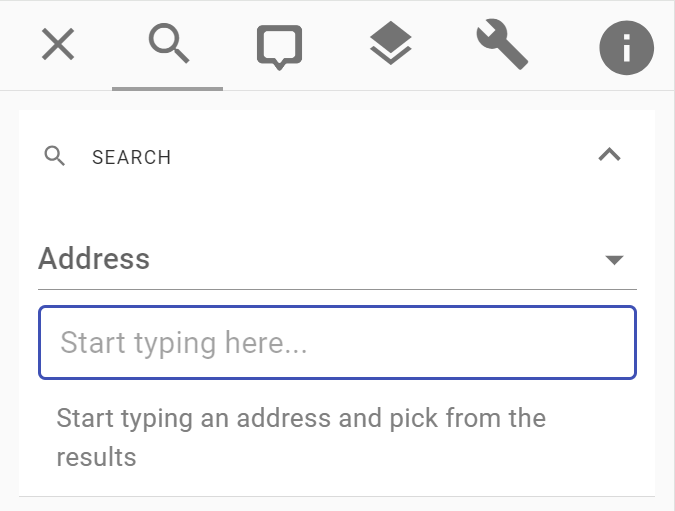 SEARCH
Address
Start typing here...
Start typing an address and pick from the
results